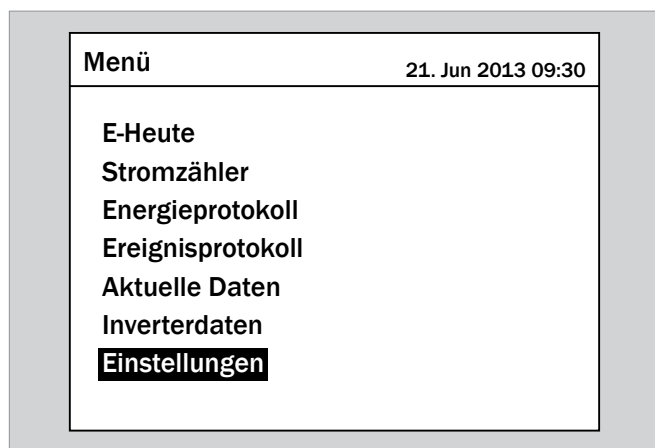 Menü
21. Jun 2013 09:30
E-Heute
Stromzähler
Energieprotokoll
Ereignisprotokoll
Aktuelle Daten
Inverterdaten
Einstellungen